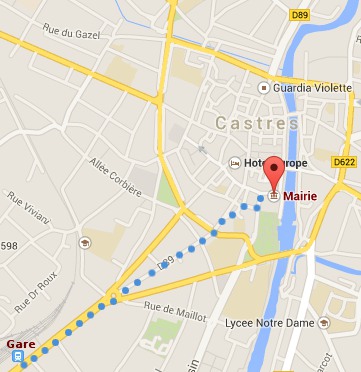 D89
Rue du Gazel
Guardia Violette
Castres
Hotel Europe
D622
Allée Corbière
Mairie
Rue Viviani
598
D89
Rue Dr Roux
Rue de Maillot
Lycee Notre Dame
Gare